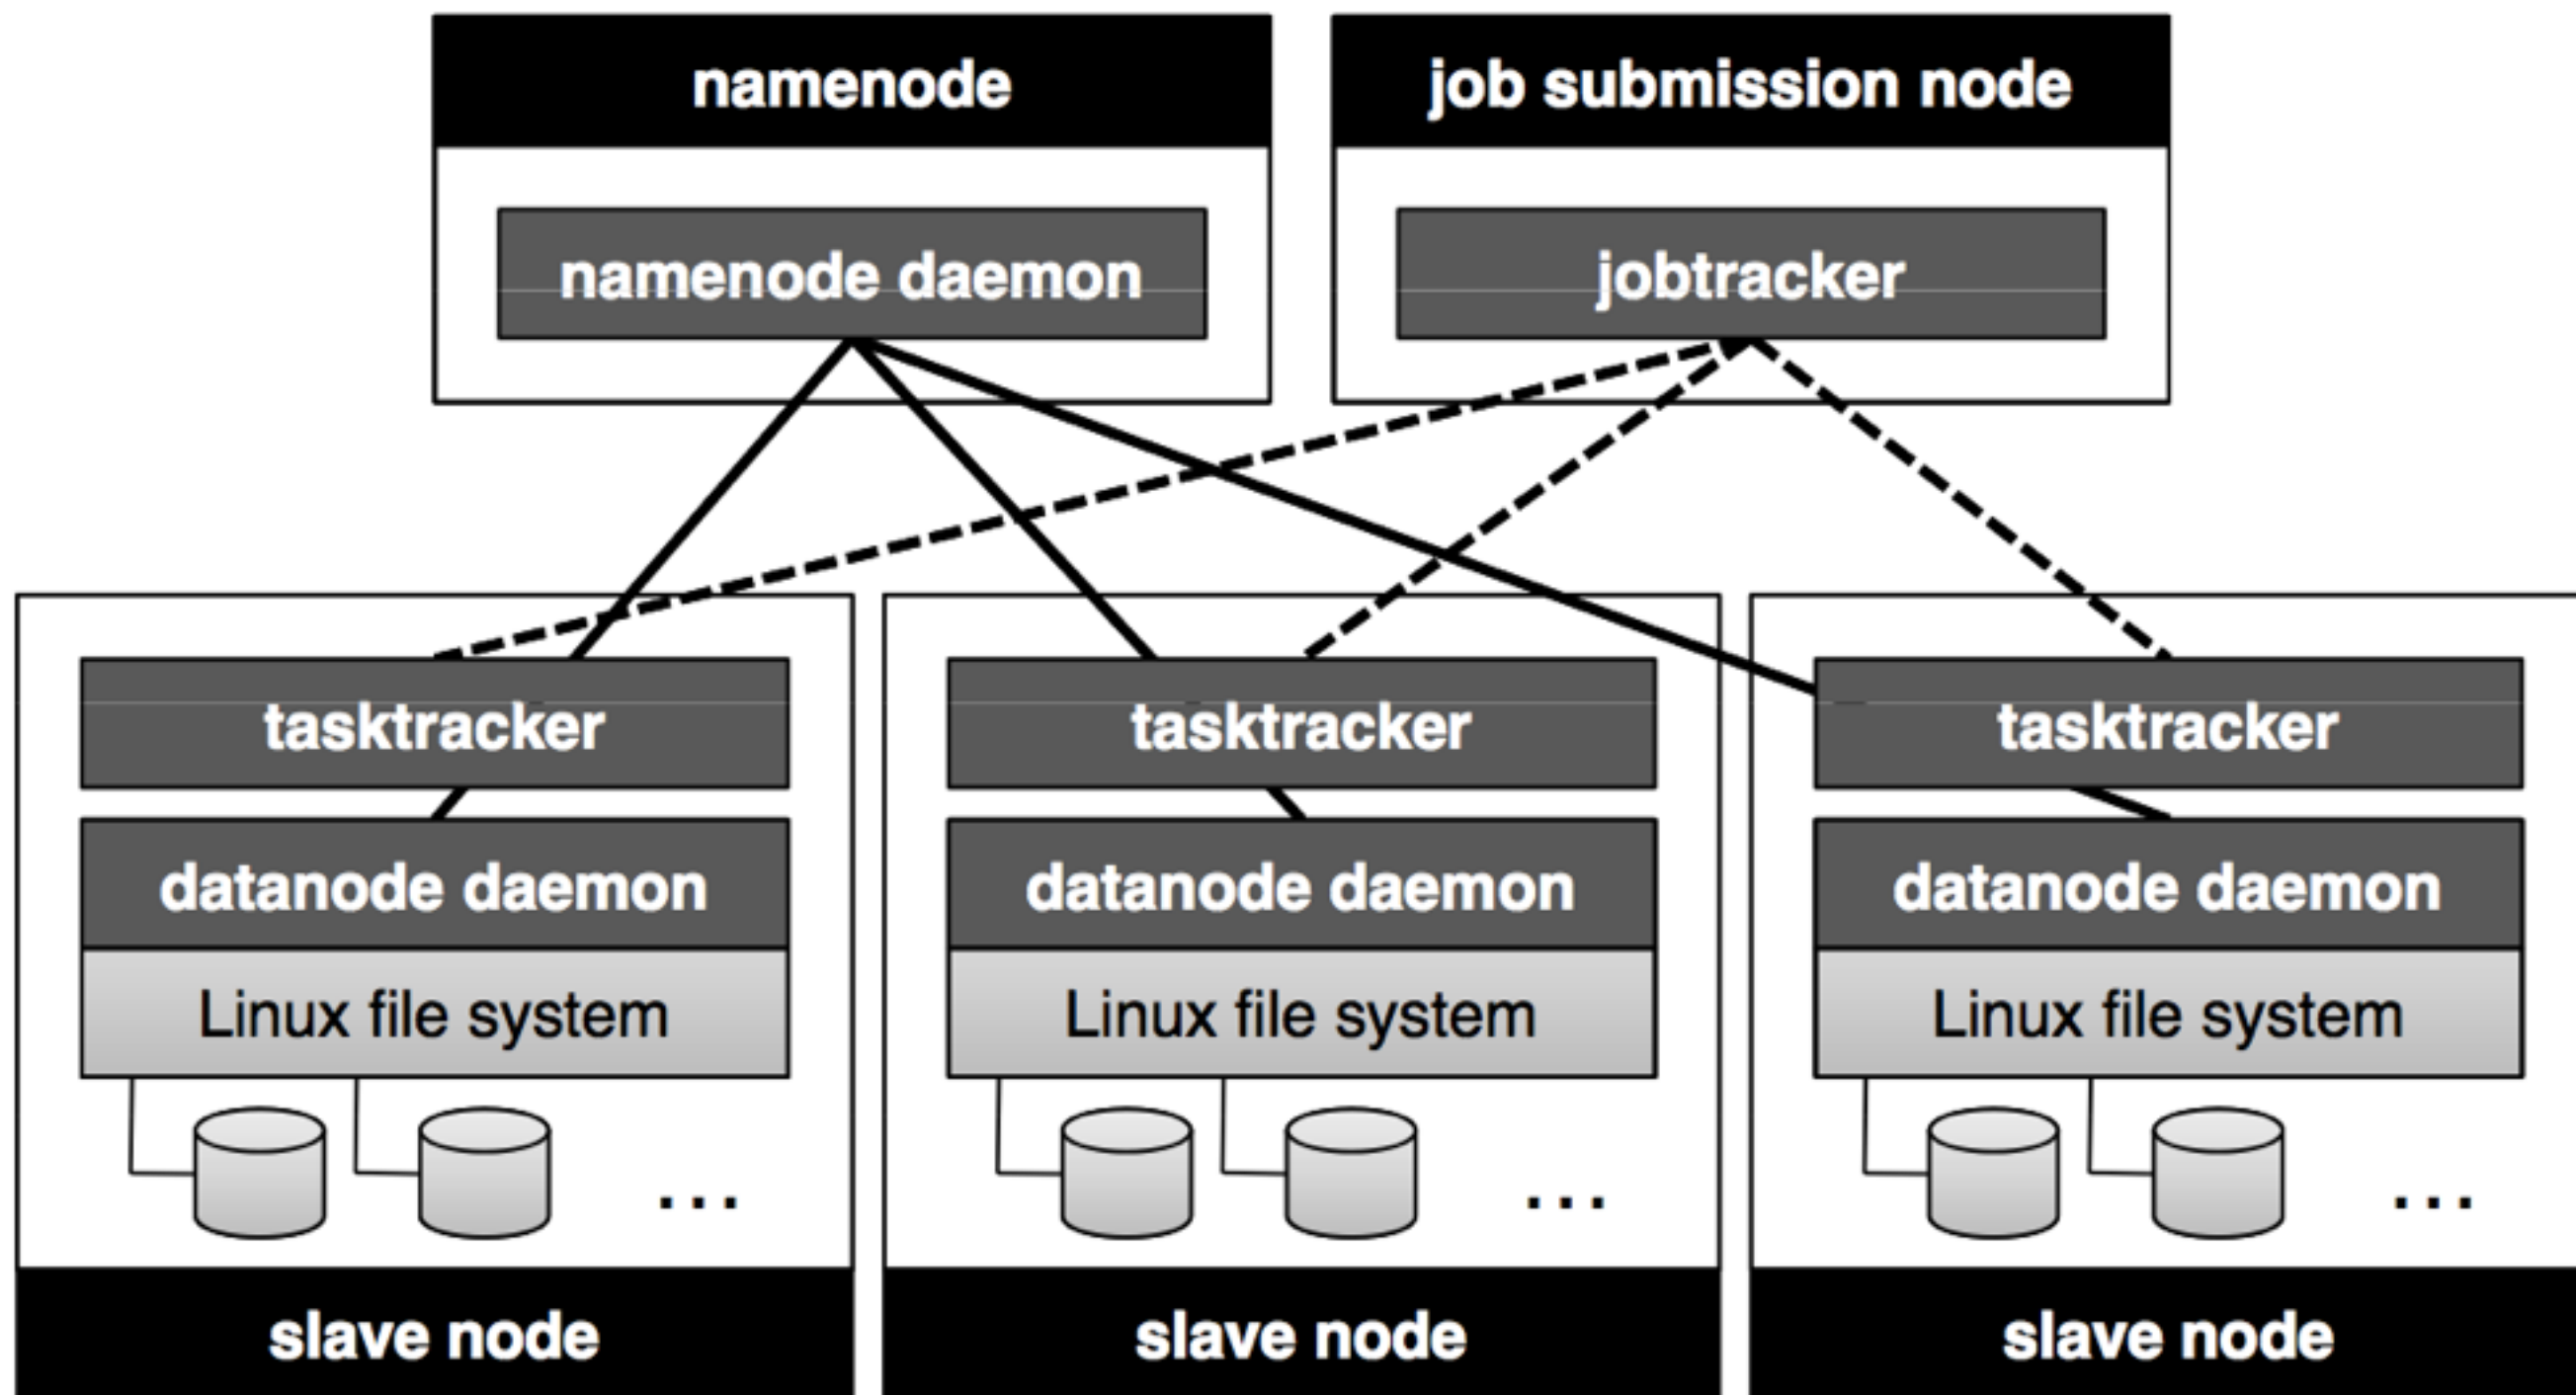 namenode
job submission node
namenode daemon
jobtracker
tasktracker
tasktracker
tasktracker
datanode daemon
datanode daemon
datanode daemon
Linux file system
Linux file system
Linux file system
...
...
...
slave node
slave node
slave node